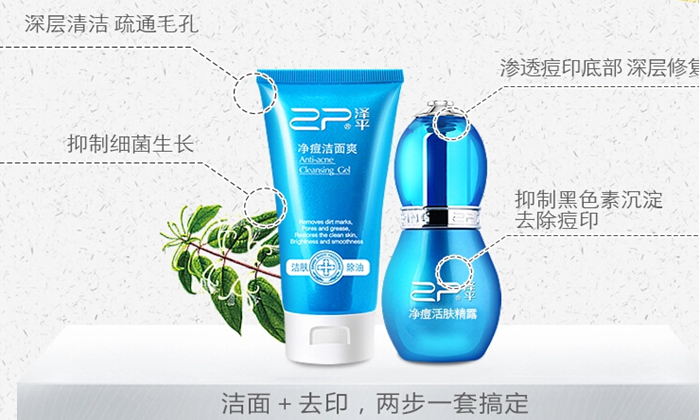 深层清洁 疏通毛孔
渗透痘印底部 深层修复
抑制细菌生长
抑制黑色素沉淀
去除痘印
ZP® 泽平
净痘洁面爽
Anti-acne
Cleansing Gel
Removes dirt marks,
Pores and grease,
Restores the clean skin,
Brightness and smoothness
洁肤 除油
ZP 泽平
净痘活肤精露
洁面 + 去印，两步一套搞定